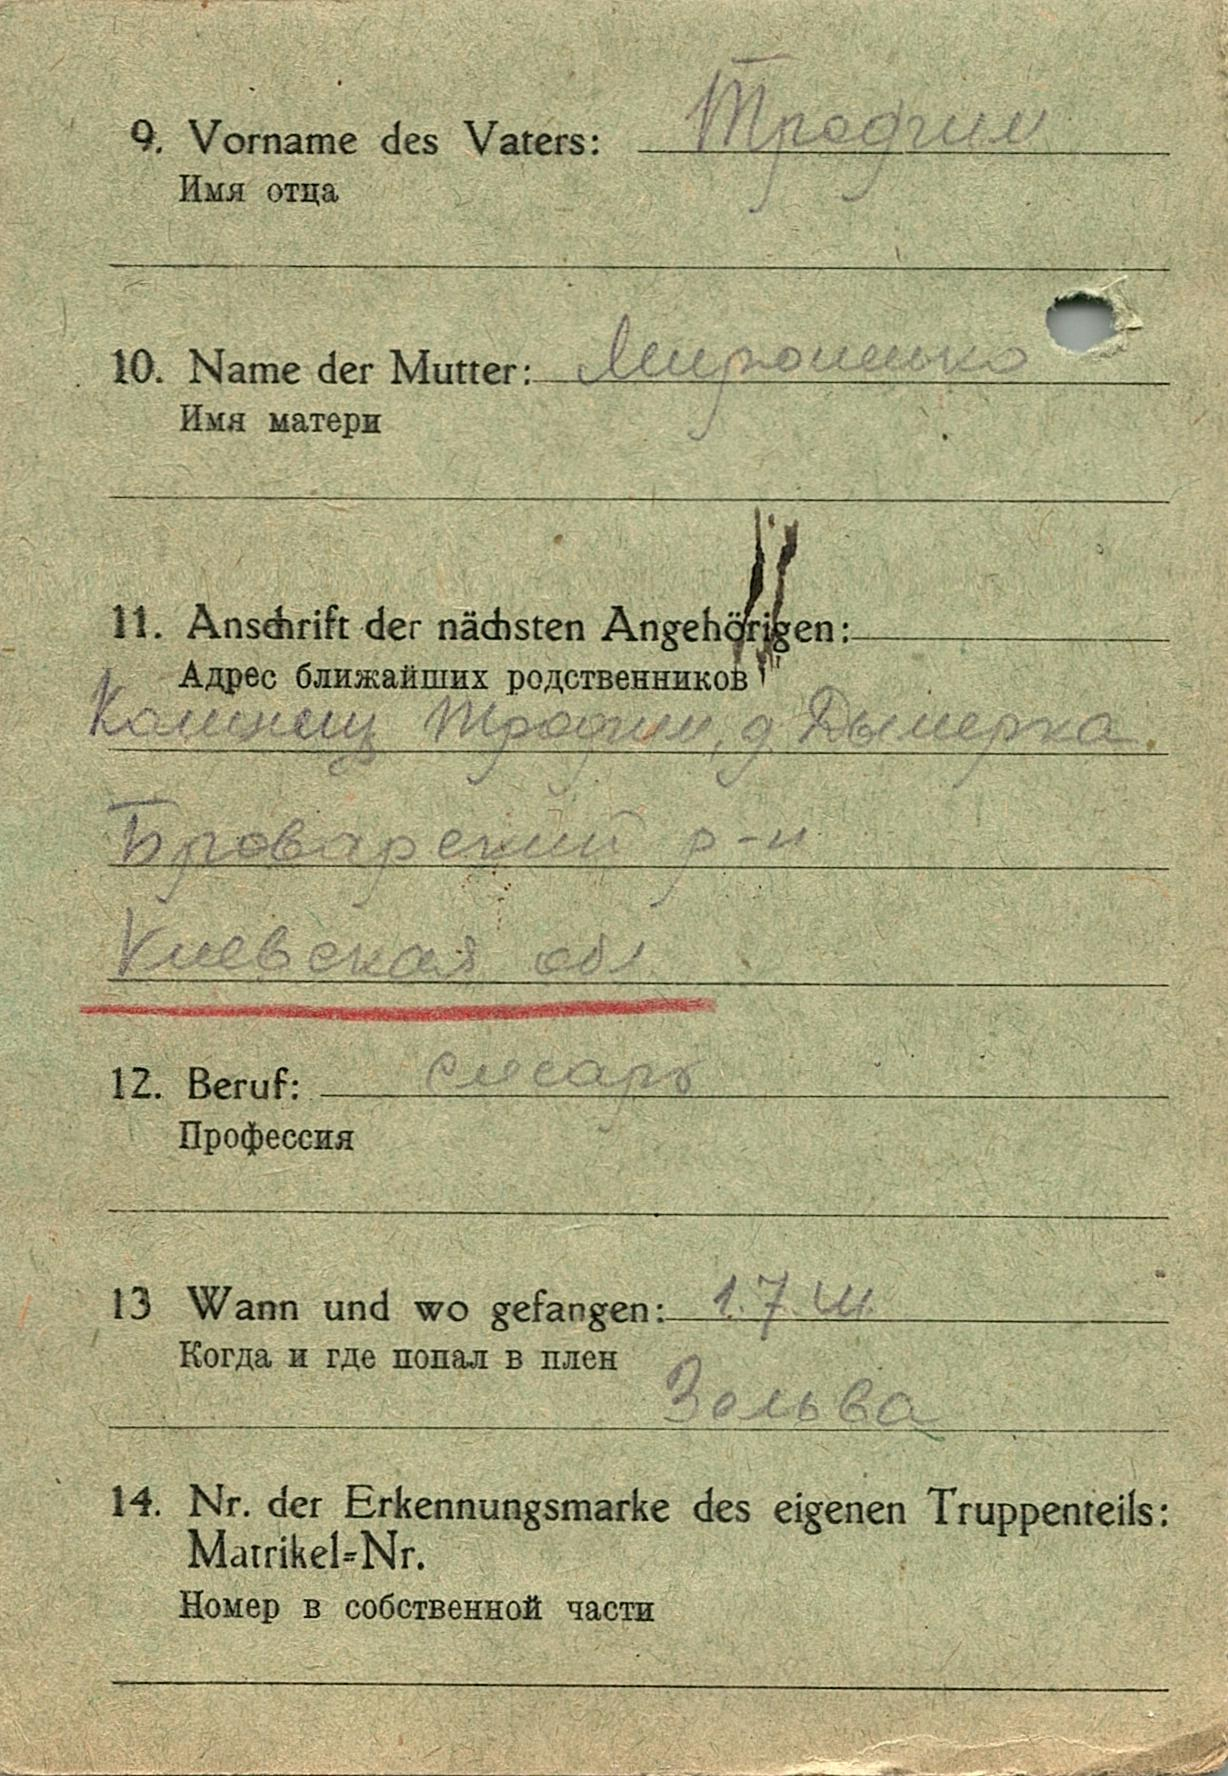 9. Vorname des Vaters: Трофим
Имя отца
10. Name der Mutter: Мироненко
Имя матери
11. Anschrift der nächsten Angehörigen:
Адрес ближайших родственников
Трофим, д. Дымерка
Броварский р-н
Киевская обл
12. Beruf: слесарь
Профессия
13 Wann und wo gefangen: 1.7.41.
Когда и где попал в плен
Зольва
14. Nr. der Erkennungsmarke des eigenen Truppenteils:
Matrikel=Nr.
Номер в собственной части